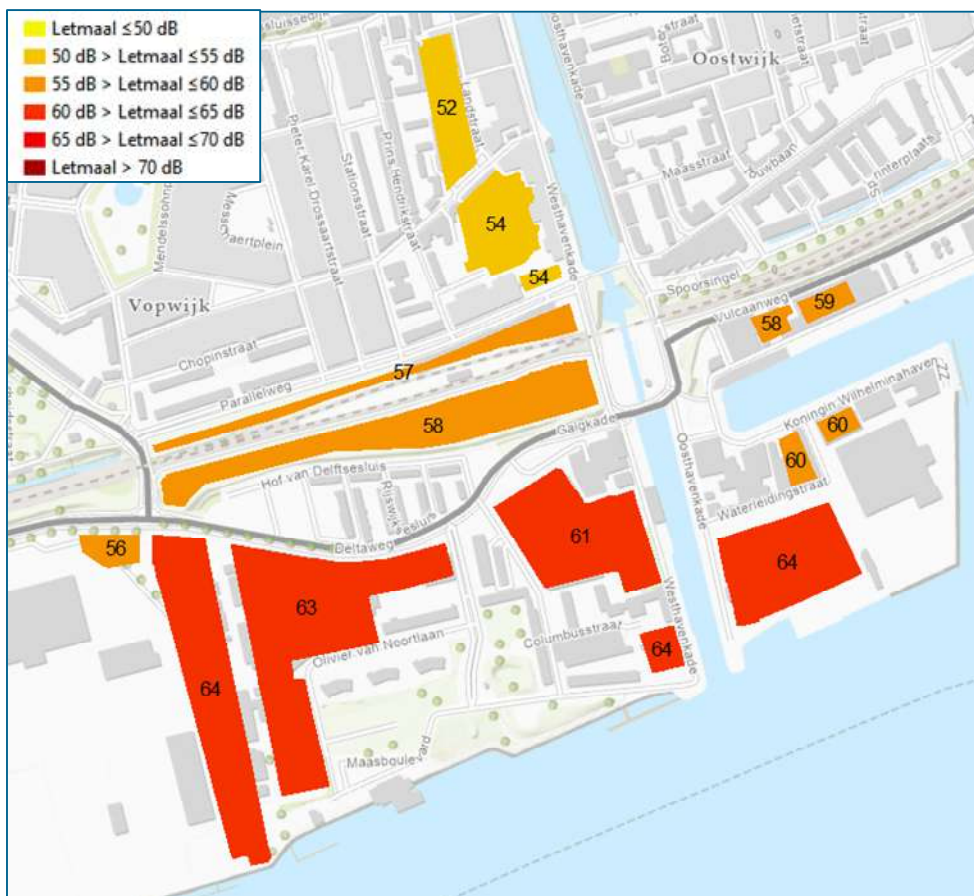 Letmaal ≤50 dB
50 dB > Letmaal ≤55 dB
55 dB > Letmaal ≤60 dB
60 dB > Letmaal ≤65 dB
65 dB > Letmaal ≤70 dB
Letmaal > 70 dB
Oostwijk
52
Landstraat
Westhavenkade
Maasstraat
Pieter Karel Drossaartstraat
Stationsstraat
Prins Hendrikstraat
54
54
Spoorsingel
Vulcaanweg
58
59
Vopwijk
Chopinstraat
Parallelweg
57
58
Galgkade
Hof van Delftsesluis
Koningin Wilhelminahaven
ZZ
60
60
Oosthavenkade
Waterleidingstraat
Deltaweg
56
61
63
64
Westhavenkade
Columbusstraat
64
Olivier van Noortlaan
64
Maasboulevard